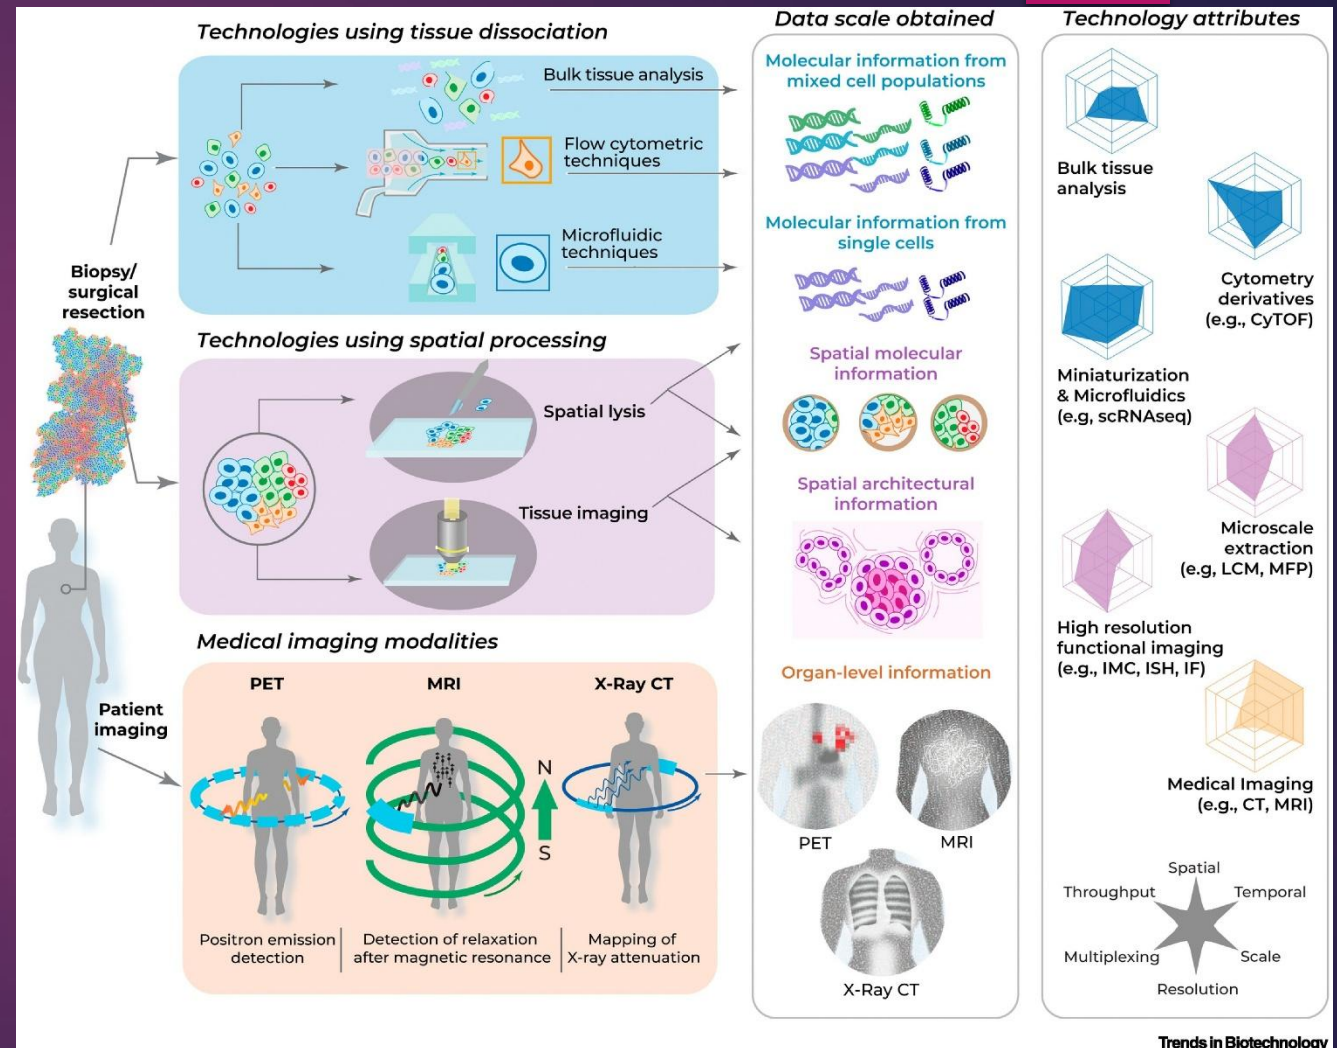 Technologies using tissue dissociation
Bulk tissue analysis
Flow cytometric
techniques
Microfluidic
techniques
Biopsy/
surgical
resection
Technologies using spatial processing
Spatial lysis
Tissue imaging
Medical imaging modalities
Patient
imaging
PET
MRI
X-Ray CT
N
S
Positron emission
detection
Detection of relaxation
after magnetic resonance
Mapping of
X-ray attenuation
Data scale obtained
Molecular information from
mixed cell populations
Molecular information from
single cells
Spatial molecular
information
Spatial architectural
information
Organ-level information
PET
MRI
X-Ray CT
Technology attributes
Bulk tissue
analysis
Cytometry
derivatives
(e.g., CyTOF)
Miniaturization
& Microfluidics
(e.g, scRNAseq)
Microscale
extraction
(e.g, LCM, MFP)
High resolution
functional imaging
(e.g., IMC, ISH, IF)
Medical Imaging
(e.g., CT, MRI)
Spatial
Throughput
Temporal
Multiplexing
Scale
Resolution
Trends in Biotechnology